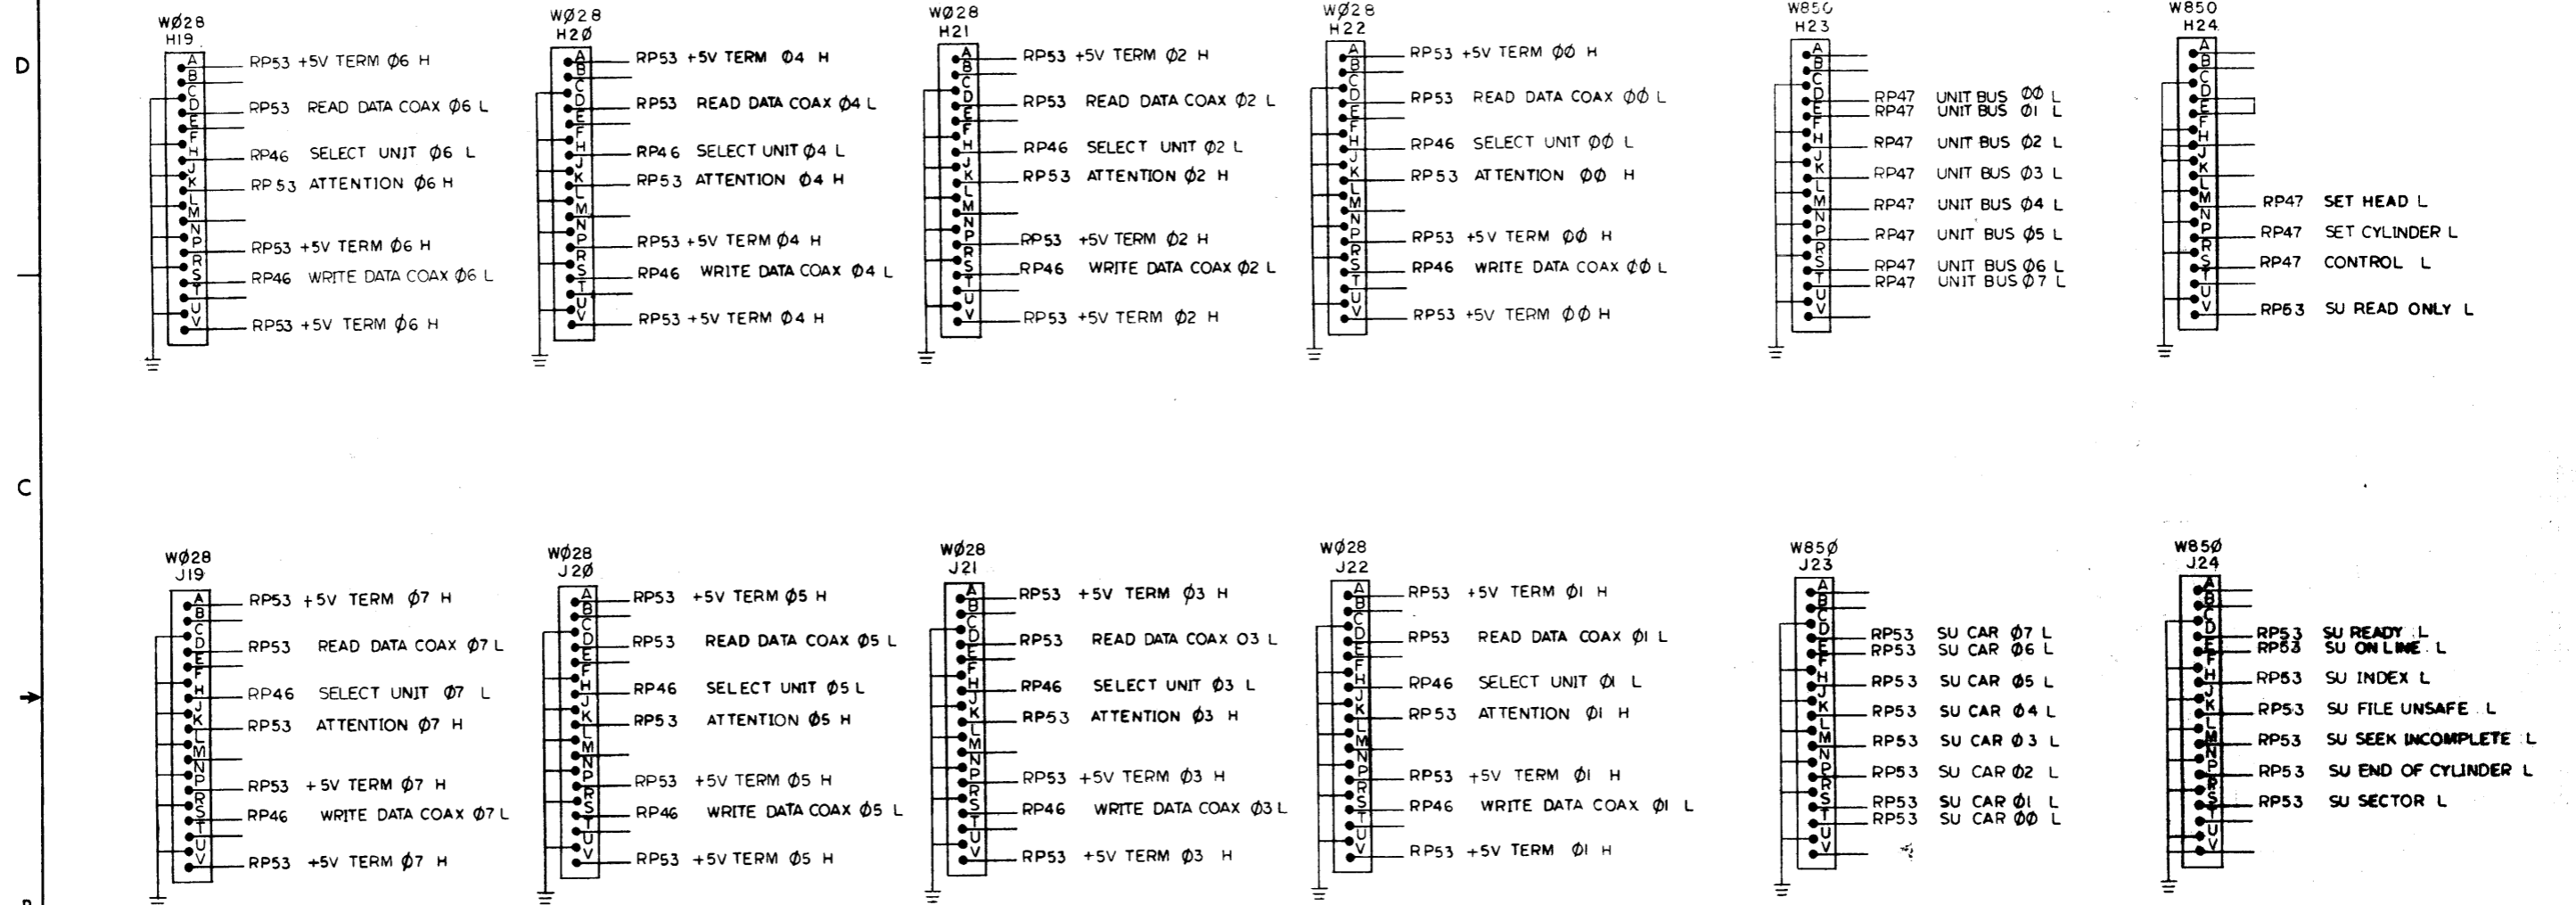 D
WØ28
H19
A
B
C
D
E
F
H
J
K
L
M
N
P
R
S
T
U
V
RP53 +5V TERM Ø6 H
RP53 READ DATA COAX Ø6 L
RP46 SELECT UNIT Ø6 L
RP53 ATTENTION Ø6 H
RP53 +5V TERM Ø6 H
RP46 WRITE DATA COAX Ø6 L
RP53 +5V TERM Ø6 H
WØ28
H2Ø
A
B
C
D
E
F
H
J
K
L
M
N
P
R
S
T
U
V
RP53 +5V TERM Ø4 H
RP53 READ DATA COAX Ø4 L
RP46 SELECT UNIT Ø4 L
RP53 ATTENTION Ø4 H
RP53 +5V TERM Ø4 H
RP46 WRITE DATA COAX Ø4 L
RP53 +5V TERM Ø4 H
WØ28
H21
A
B
C
D
E
F
H
J
K
L
M
N
P
R
S
T
U
V
RP53 +5V TERM Ø2 H
RP53 READ DATA COAX Ø2 L
RP46 SELECT UNIT Ø2 L
RP53 ATTENTION Ø2 H
RP53 +5V TERM Ø2 H
RP46 WRITE DATA COAX Ø2 L
RP53 +5V TERM Ø2 H
WØ28
H22
A
B
C
D
E
F
H
J
K
L
M
N
P
R
S
T
U
V
RP53 +5V TERM ØØ H
RP53 READ DATA COAX ØØ L
RP46 SELECT UNIT ØØ L
RP53 ATTENTION ØØ H
RP53 +5V TERM ØØ H
RP46 WRITE DATA COAX ØØ L
RP53 +5V TERM ØØ H
W850
H23
A
B
C
D
E
F
H
J
K
L
M
N
P
R
S
T
U
V
RP47 UNIT BUS ØØ L
RP47 UNIT BUS Ø1 L
RP47 UNIT BUS Ø2 L
RP47 UNIT BUS Ø3 L
RP47 UNIT BUS Ø4 L
RP47 UNIT BUS Ø5 L
RP47 UNIT BUS Ø6 L
RP47 UNIT BUS Ø7 L
W850
H24
A
B
C
D
E
F
H
J
K
L
M
N
P
R
S
T
U
V
RP47 SET HEAD L
RP47 SET CYLINDER L
RP47 CONTROL L
RP53 SU READ ONLY L
C
WØ28
J19
A
B
C
D
E
F
H
J
K
L
M
N
P
R
S
T
U
V
RP53 +5V TERM Ø7 H
RP53 READ DATA COAX Ø7 L
RP46 SELECT UNIT Ø7 L
RP53 ATTENTION Ø7 H
RP53 +5V TERM Ø7 H
RP46 WRITE DATA COAX Ø7 L
RP53 +5V TERM Ø7 H
WØ28
J2Ø
A
B
C
D
E
F
H
J
K
L
M
N
P
R
S
T
U
V
RP53 +5V TERM Ø5 H
RP53 READ DATA COAX Ø5 L
RP46 SELECT UNIT Ø5 L
RP53 ATTENTION Ø5 H
RP53 +5V TERM Ø5 H
RP46 WRITE DATA COAX Ø5 L
RP53 +5V TERM Ø5 H
WØ28
J21
A
B
C
D
E
F
H
J
K
L
M
N
P
R
S
T
U
V
RP53 +5V TERM Ø3 H
RP53 READ DATA COAX O3 L
RP46 SELECT UNIT Ø3 L
RP53 ATTENTION Ø3 H
RP53 +5V TERM Ø3 H
RP46 WRITE DATA COAX Ø3 L
RP53 +5V TERM Ø3 H
WØ28
J22
A
B
C
D
E
F
H
J
K
L
M
N
P
R
S
T
U
V
RP53 +5V TERM Ø1 H
RP53 READ DATA COAX Ø1 L
RP46 SELECT UNIT Ø1 L
RP53 ATTENTION Ø1 H
RP53 +5V TERM Ø1 H
RP46 WRITE DATA COAX Ø1 L
RP53 +5V TERM Ø1 H
W85Ø
J23
A
B
C
D
E
F
H
J
K
L
M
N
P
R
S
T
U
V
RP53 SU CAR Ø7 L
RP53 SU CAR Ø6 L
RP53 SU CAR Ø5 L
RP53 SU CAR Ø4 L
RP53 SU CAR Ø3 L
RP53 SU CAR Ø2 L
RP53 SU CAR Ø1 L
RP53 SU CAR ØØ L
W85Ø
J24
A
B
C
D
E
F
H
J
K
L
M
N
P
R
S
T
U
V
RP53 SU READY L
RP53 SU ON LINE L
RP53 SU INDEX L
RP53 SU FILE UNSAFE L
RP53 SU SEEK INCOMPLETE L
RP53 SU END OF CYLINDER L
RP53 SU SECTOR L